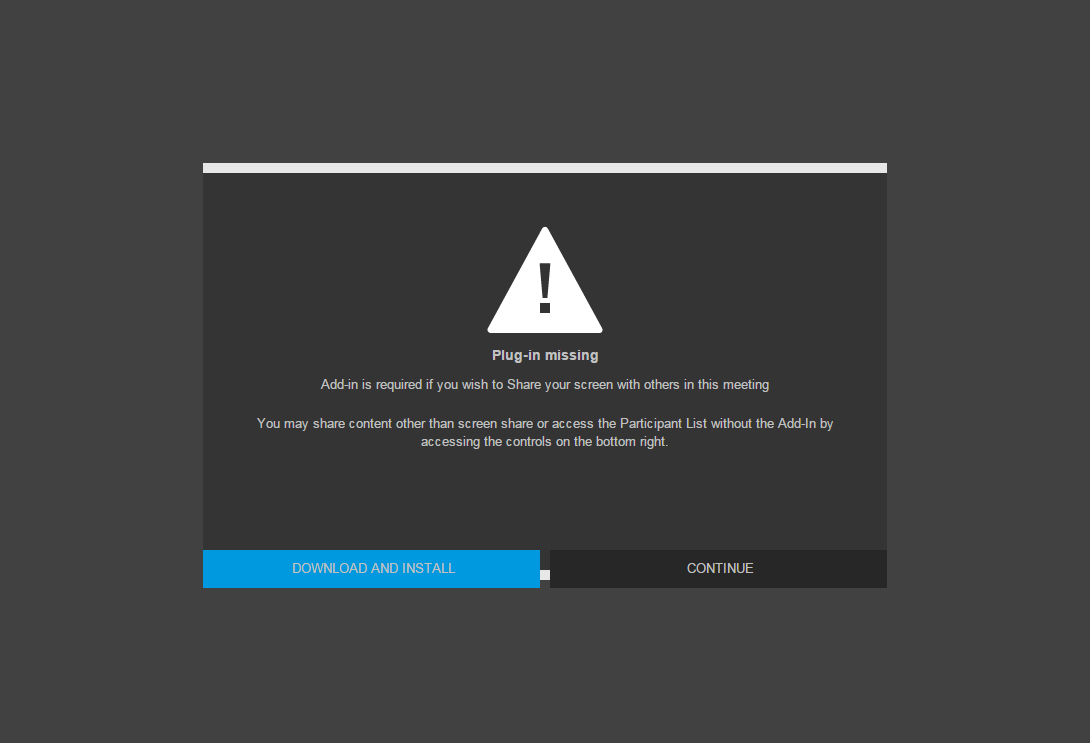 !
Plug-in missing
Add-in is required if you wish to Share your screen with others in this meeting
You may share content other than screen share or access the Participant List without the Add-In by
accessing the controls on the bottom right.
DOWNLOAD AND INSTALL
CONTINUE